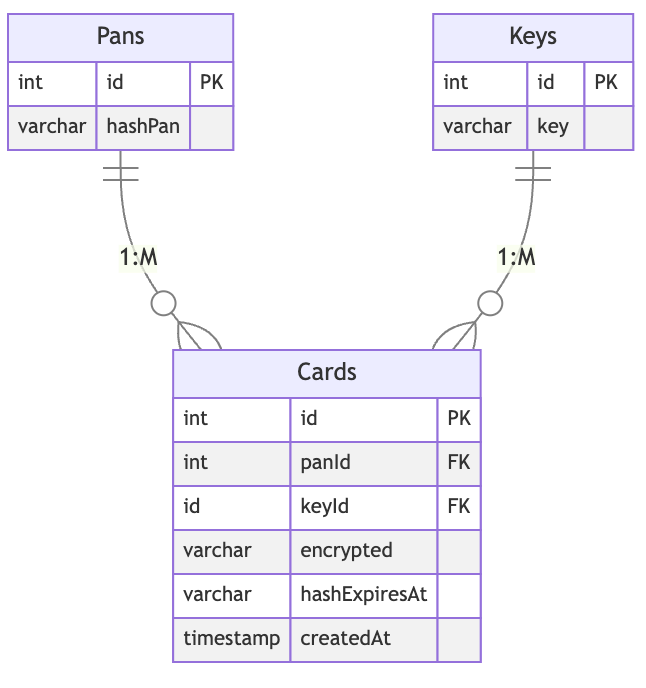 Pans
int id PK
varchar hashPan
Keys
int id PK
varchar key
1:M
1:M
Cards
int id PK
int panId FK
id keyId FK
varchar encrypted
varchar hashExpiresAt
timestamp createdAt